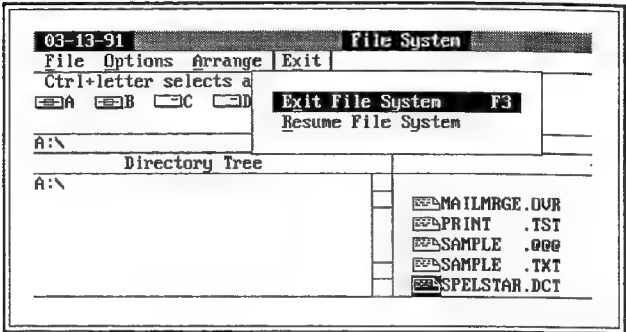 03-13-91 File System
File Options Arrange Exit
Ctrl+letter selects a
A B C D
Exit File System F3
Resume File System
A:\
Directory Tree
A:\
MAILMRGE.OVR
PRINT .TST
SAMPLE .@@@
SAMPLE .TXT
SPELSTAR.DCT